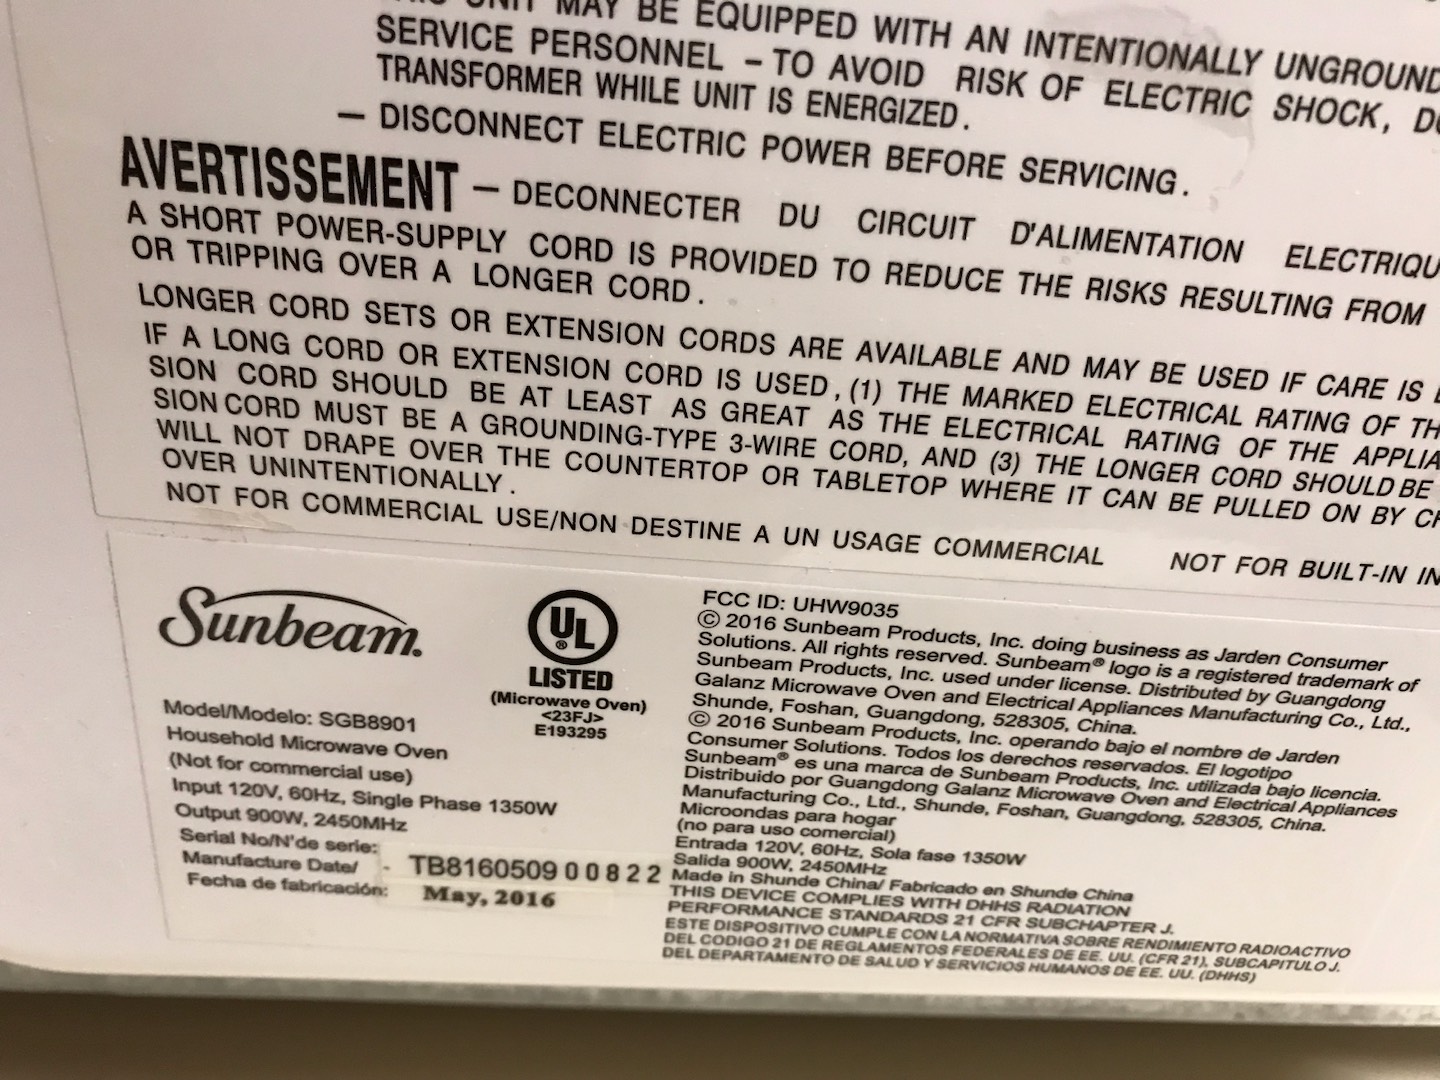 UNIT MAY BE EQUIPPED WITH AN INTENTIONALLY
SERVICE PERSONNEL – TO AVOID RISK OF ELECTRIC SHOCK,
TRANSFORMER WHILE UNIT IS ENERGIZED.
– DISCONNECT ELECTRIC POWER BEFORE SERVICING.
AVERTISSEMENT – DECONNECTER DU CIRCUIT D'ALIMENTATION
A SHORT POWER-SUPPLY CORD IS PROVIDED TO REDUCE THE RISKS RESULTING FROM
OR TRIPPING OVER A LONGER CORD.
LONGER CORD SETS OR EXTENSION CORDS ARE AVAILABLE AND MAY BE USED IF CARE IS
IF A LONG CORD OR EXTENSION CORD IS USED, (1) THE MARKED ELECTRICAL RATING OF
SION CORD SHOULD BE AT LEAST AS GREAT AS THE ELECTRICAL RATING OF THE
SION CORD MUST BE A GROUNDING-TYPE 3-WIRE CORD, AND (3) THE LONGER CORD SHOULD BE
WILL NOT DRAPE OVER THE COUNTERTOP OR TABLETOP WHERE IT CAN BE PULLED ON BY
OVER UNINTENTIONALLY.
NOT FOR COMMERCIAL USE/NON DESTINE A UN USAGE COMMERCIAL NOT FOR BUILT-IN
Sunbeam.
Model/Modelo: SGB8901
Household Microwave Oven
(Not for commercial use)
Input 120V, 60Hz, Single Phase 1350W
Output 900W, 2450MHz
Serial No/N'de serie:
Manufacture Date/ - TB8160509 0 0 8 2 2
Fecha de fabricación: May, 2016
UL
®
LISTED
(Microwave Oven)
<23FJ>
E193295
FCC ID: UHW9035
© 2016 Sunbeam Products, Inc. doing business as Jarden Consumer
Solutions. All rights reserved. Sunbeam® logo is a registered trademark of
Sunbeam Products, Inc. used under license. Distributed by Guangdong
Galanz Microwave Oven and Electrical Appliances Manufacturing Co., Ltd.,
Shunde, Foshan, Guangdong, 528305, China.
© 2016 Sunbeam Products, Inc. operando bajo el nombre de Jarden
Consumer Solutions. Todos los derechos reservados. El logotipo
Sunbeam® es una marca de Sunbeam Products, Inc. utilizada bajo licencia.
Distribuido por Guangdong Galanz Microwave Oven and Electrical Appliances
Manufacturing Co., Ltd., Shunde, Foshan, Guangdong, 528305, China.
Microondas para hogar
(no para uso comercial)
Entrada 120V, 60Hz, Sola fase 1350W
Salida 900W, 2450MHz
Made in Shunde China/ Fabricado en Shunde China
THIS DEVICE COMPLIES WITH DHHS RADIATION
PERFORMANCE STANDARDS 21 CFR SUBCHAPTER J.
ESTE DISPOSITIVO CUMPLE CON LA NORMATIVA SOBRE RENDIMIENTO RADIOACTIVO
DEL CODIGO 21 DE REGLAMENTOS FEDERALES DE EE. UU. (CFR 21), SUBCAPITULO J.
DEL DEPARTAMENTO DE SALUD Y SERVICIOS HUMANOS DE EE. UU. (DHHS)